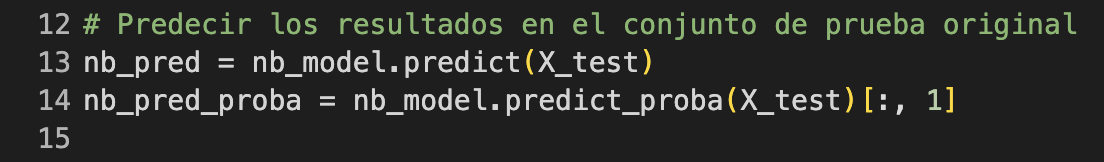 12 # Predecir los resultados en el conjunto de prueba original
13 nb_pred = nb_model.predict(X_test)
14 nb_pred_proba = nb_model.predict_proba(X_test)[:, 1]
15